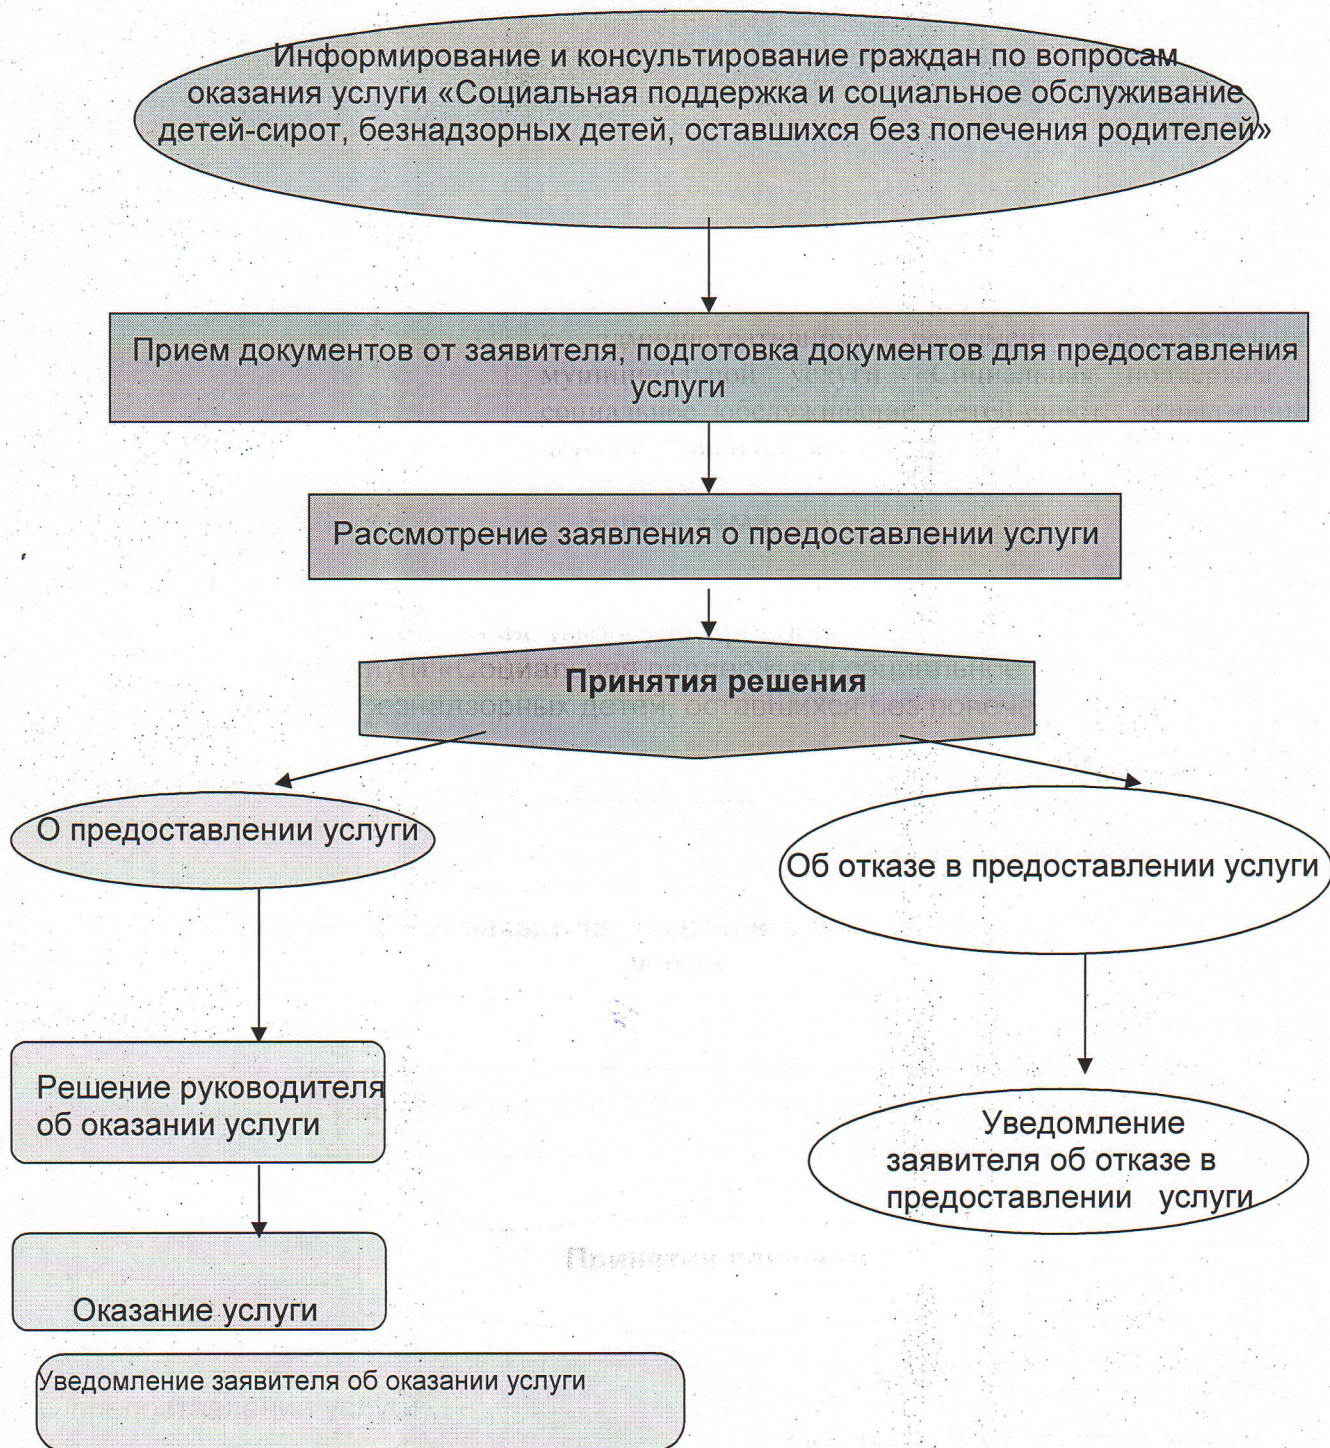 Информирование и консультирование граждан по вопросам
оказания услуги «Социальная поддержка и социальное обслуживание
детей-сирот, безнадзорных детей, оставшихся без попечения родителей»
Прием документов от заявителя, подготовка документов для предоставления
услуги
Рассмотрение заявления о предоставлении услуги
Принятия решения
О предоставлении услуги
Об отказе в предоставлении услуги
Решение руководителя
об оказании услуги
Уведомление
заявителя об отказе в
предоставлении услуги
Оказание услуги
Уведомление заявителя об оказании услуги